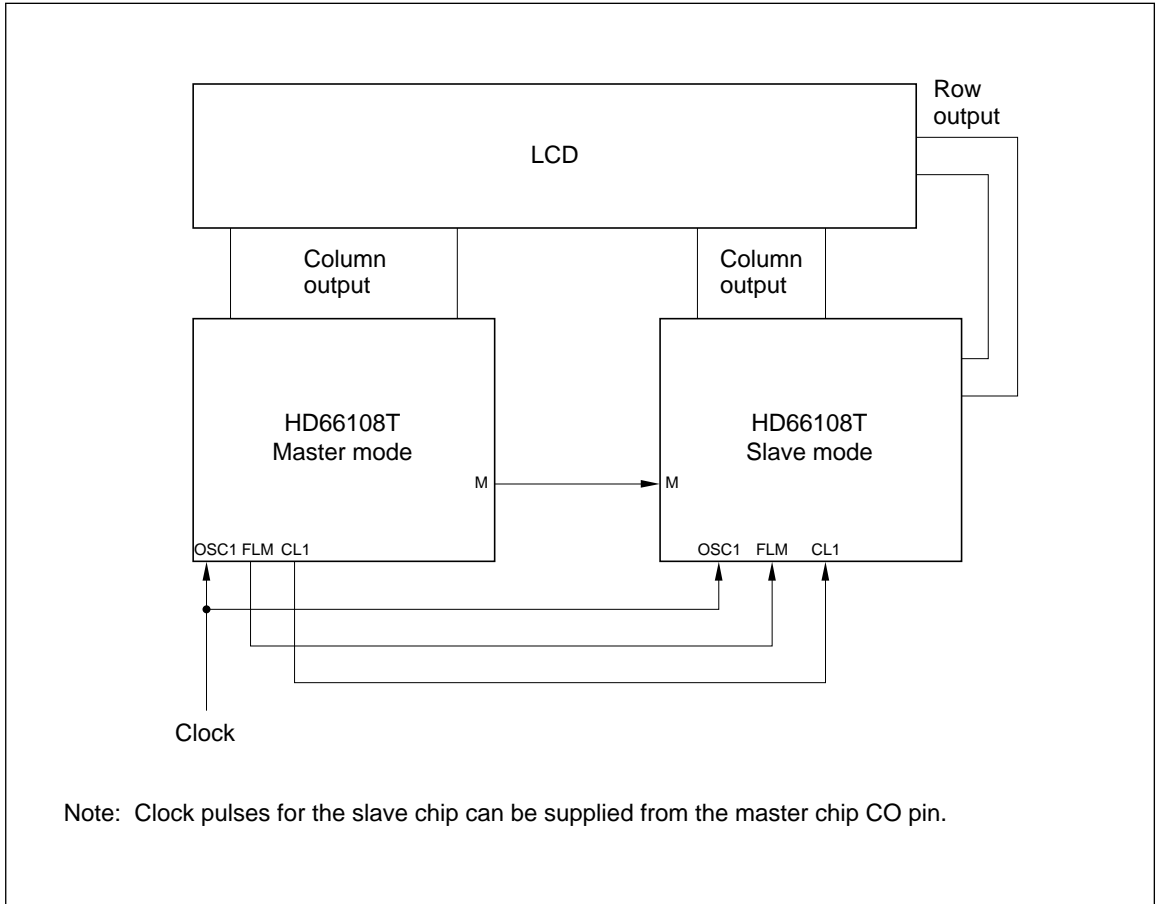 Row
output
LCD
Column
output
Column
output
HD66108T
Master mode
HD66108T
Slave mode
M
M
OSC1 FLM CL1
OSC1 FLM CL1
Clock
Note: Clock pulses for the slave chip can be supplied from the master chip CO pin.